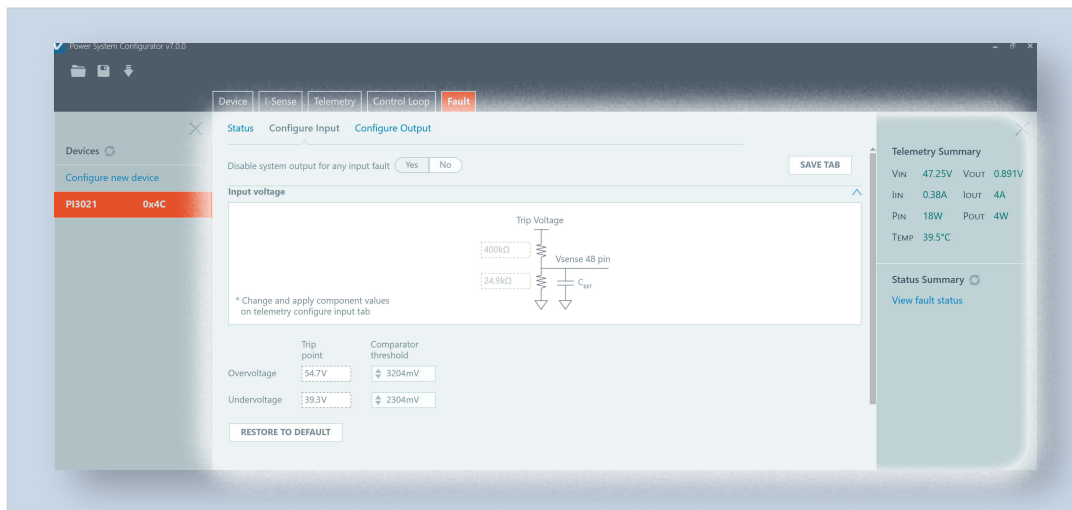 Power System Configurator v7.0.0
Device I-Sense Telemetry Control Loop Fault
Status Configure Input Configure Output
Devices
Configure new device
PI3021 0x4C
Disable system output for any input fault Yes No
SAVE TAB
Input voltage
Trip Voltage
400kΩ
Vsense 48 pin
24.9kΩ
Cext
* Change and apply component values
on telemetry configure input tab
Trip point
Comparator threshold
Overvoltage 54.7V 3204mV
Undervoltage 39.3V 2304mV
RESTORE TO DEFAULT
Telemetry Summary
VIN 47.25V VOUT 0.891V
IIN 0.38A IOUT 4A
PIN 18W POUT 4W
TEMP 39.5°C
Status Summary
View fault status